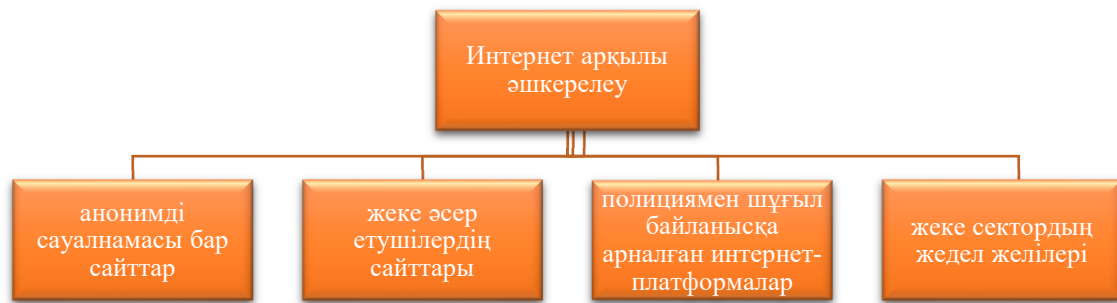 Интернет арқылы
әшкерелеу
анонимді
сауалнамасы бар
сайттар
жеке әсер
етушілердің
сайттары
полициямен шұғыл
байланысқа
арналған интернет-
платформалар
жеке сектордың
жедел желілері